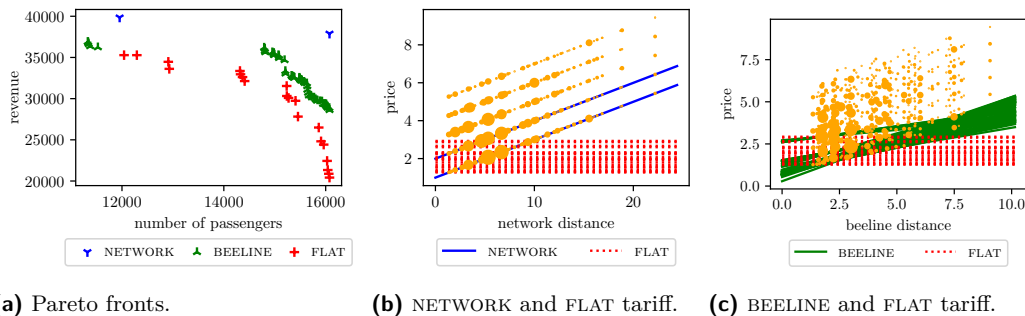 40000
35000
30000
25000
20000
revenue
12000 14000 16000
number of passengers
NETWORK BEELINE FLAT
8
6
4
2
price
0 10 20
network distance
NETWORK FLAT
7.5
5.0
2.5
0.0
price
0.0 2.5 5.0 7.5 10.0
beeline distance
BEELINE FLAT
a) Pareto fronts.
(b) NETWORK and FLAT tariff.
(c) BEELINE and FLAT tariff.